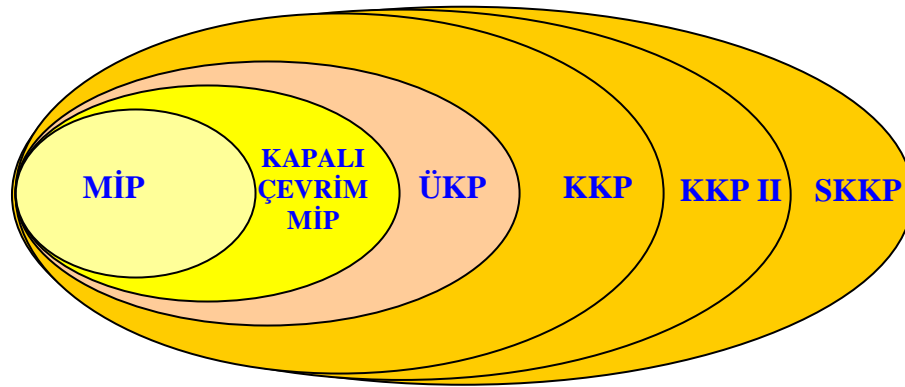 MİP
KAPALI
ÇEVRİM
MİP
ÜKP
KKP
KKP II
SKKP